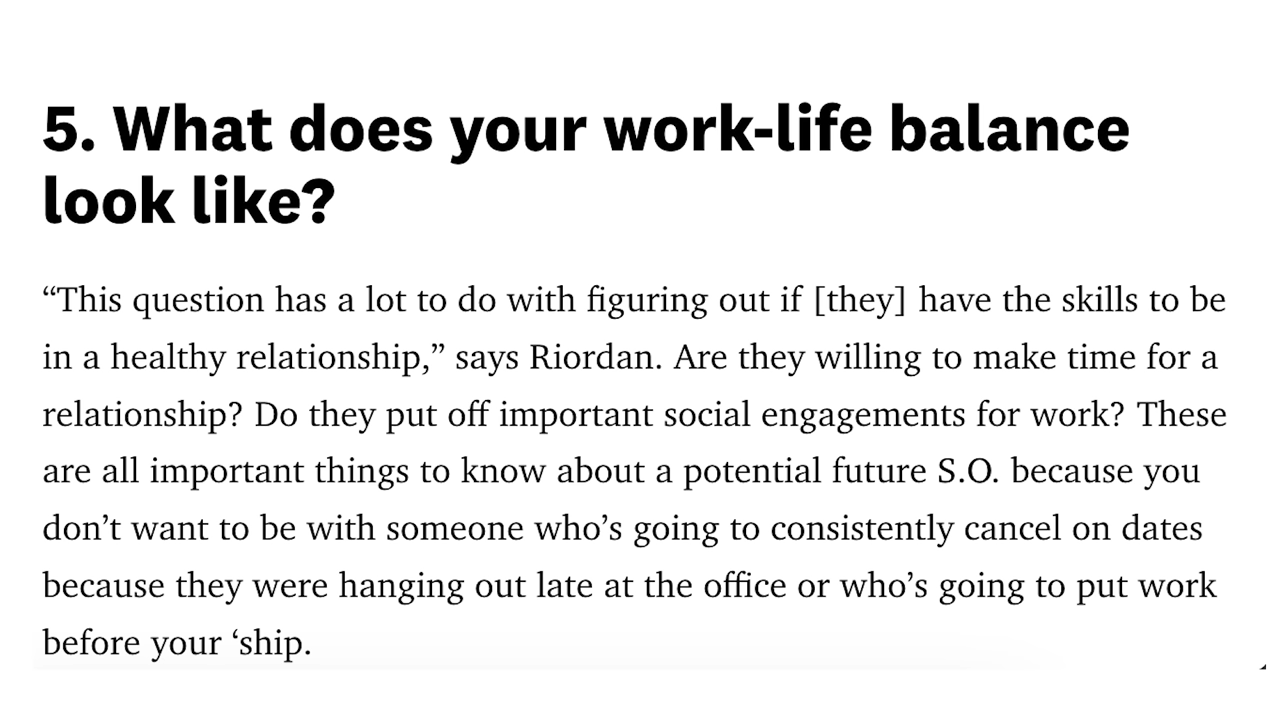 5. What does your work-life balance
look like?
“This question has a lot to do with figuring out if [they] have the skills to be
in a healthy relationship,” says Riordan. Are they willing to make time for a
relationship? Do they put off important social engagements for work? These
are all important things to know about a potential future S.O. because you
don’t want to be with someone who’s going to consistently cancel on dates
because they were hanging out late at the office or who’s going to put work
before your ‘ship.